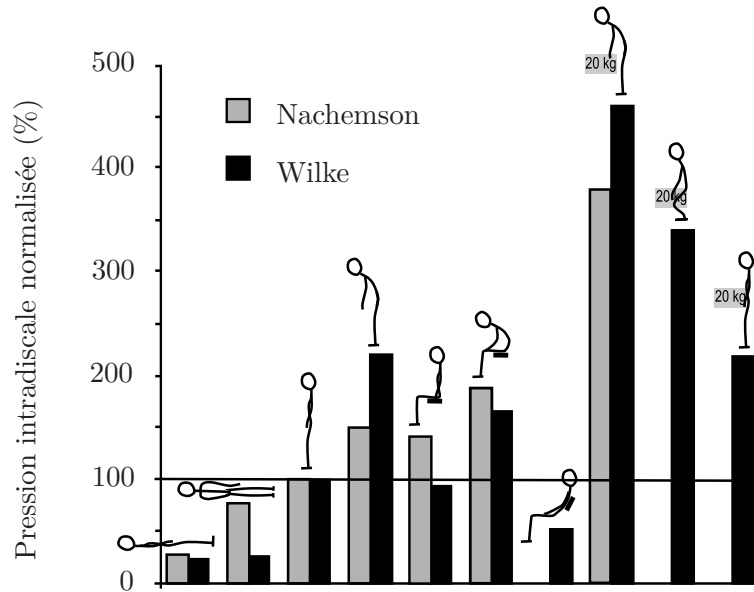 Pression intradiscale normalisée (%)
500
400
300
200
100
0
Nachemson
Wilke
20 kg
20 kg
20 kg